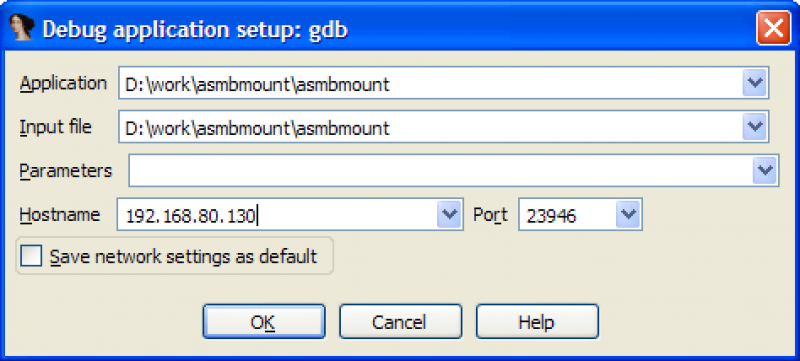 Debug application setup: gdb
Application D:\work\asmbmount\asmbmount
Input file D:\work\asmbmount\asmbmount
Parameters
Hostname 192.168.80.130 Port 23946
Save network settings as default
OK Cancel Help